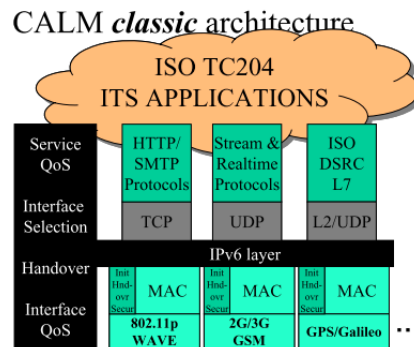 CALM classic architecture
ISO TC204
ITS APPLICATIONS
Service
QoS
HTTP/
SMTP
Protocols
Stream &
Realtime
Protocols
ISO
DSRC
L7
Interface
Selection
TCP
UDP
L2/UDP
IPv6 layer
Handover
Init
Hnd-
ovr
Secur
MAC
Init
Hnd-
ovr
Secur
MAC
Init
Hnd-
ovr
Secur
MAC
Interface
QoS
802.11p
WAVE
2G/3G
GSM
GPS/Galileo
..